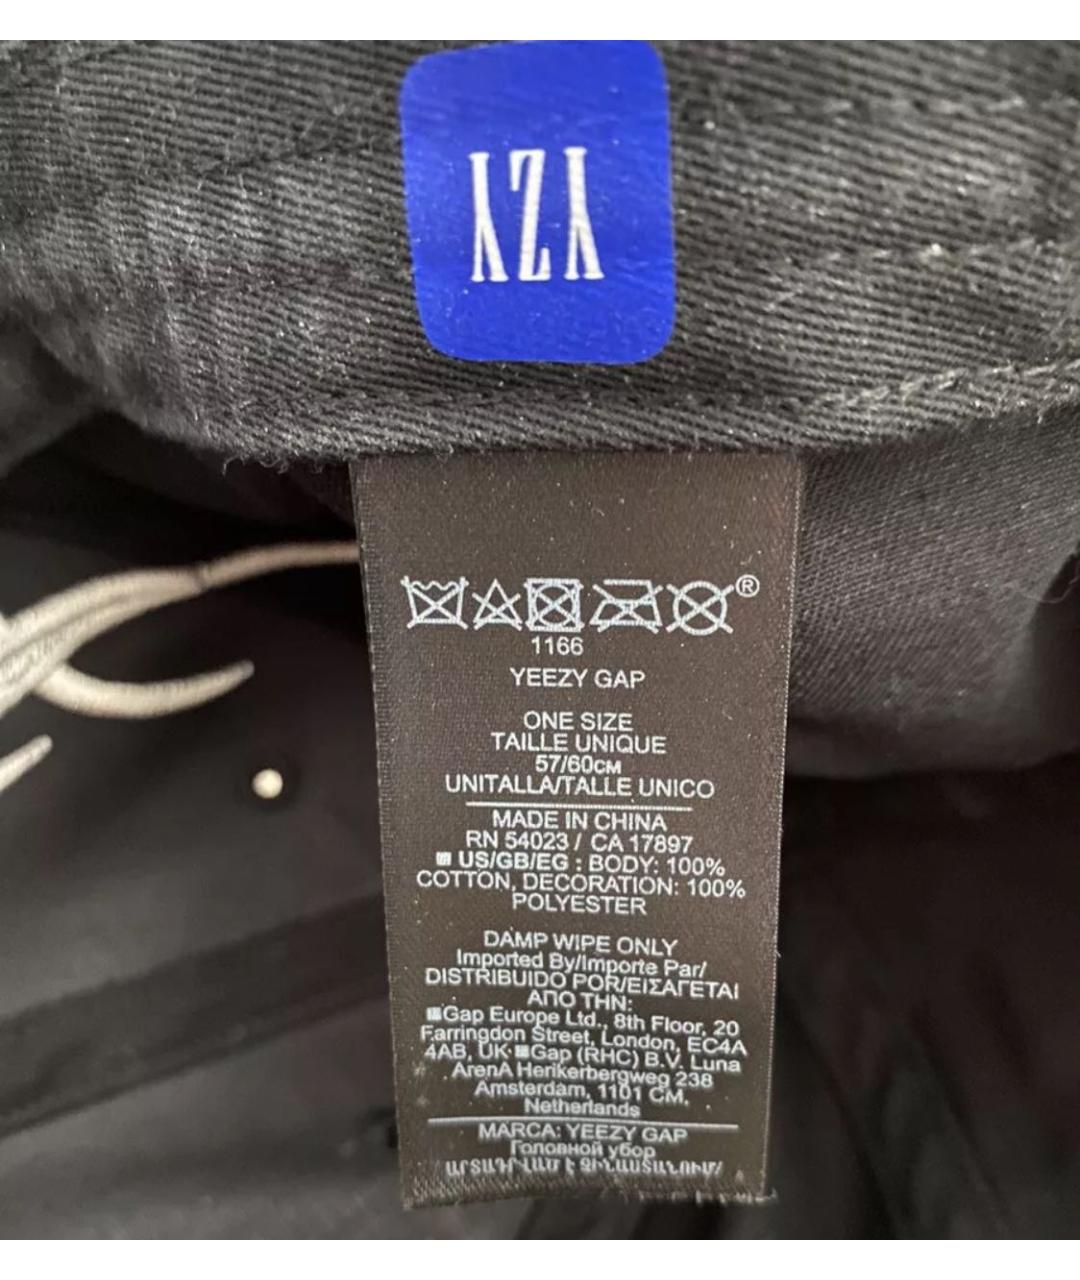 YZY
®
1166
YEEZY GAP
ONE SIZE
TAILLE UNIQUE
57/60CM
UNITALLA/TALLE UNICO
MADE IN CHINA
RN 54023 / CA 17897
US/GB/EG : BODY: 100%
COTTON, DECORATION: 100%
POLYESTER
DAMP WIPE ONLY
Imported By/Importe Par/
DISTRIBUIDO POR/ΕΙΣΑΓΕΤΑΙ
ΑΠΟ ΤΗΝ:
Gap Europe Ltd., 8th Floor, 20
Farringdon Street, London, EC4A
4AB, UK Gap (RHC) B.V. Luna
ArenA Herikerbergweg 238
Amsterdam, 1101 CM,
Netherlands
MARCA: YEEZY GAP
Головной убор
ԱՐՏԱԴՐՎԱԾ Է ՉԻՆԱՍՏԱՆՈՒՄ/